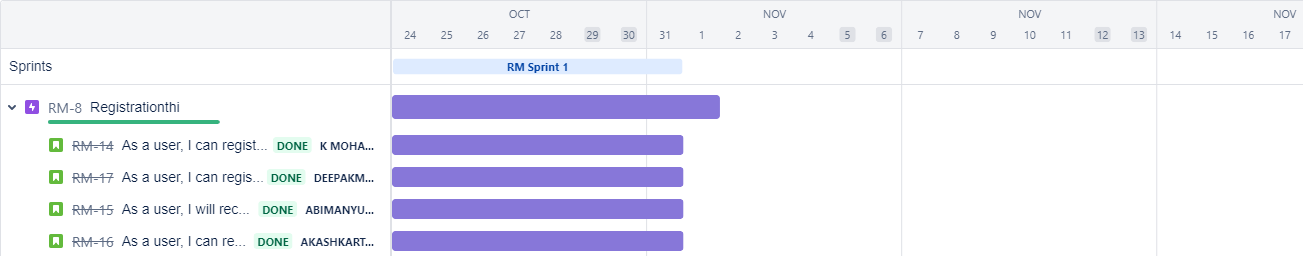 OCT NOV NOV NOV
24 25 26 27 28 29 30 31 1 2 3 4 5 6 7 8 9 10 11 12 13 14 15 16 17
Sprints RM Sprint 1
RM-8 Registrationthi
RM-14 As a user, I can regist... DONE K MOHA...
RM-17 As a user, I can regis... DONE DEEPAKM...
RM-15 As a user, I will rec... DONE ABIMANYU...
RM-16 As a user, I can re... DONE AKASHKART...